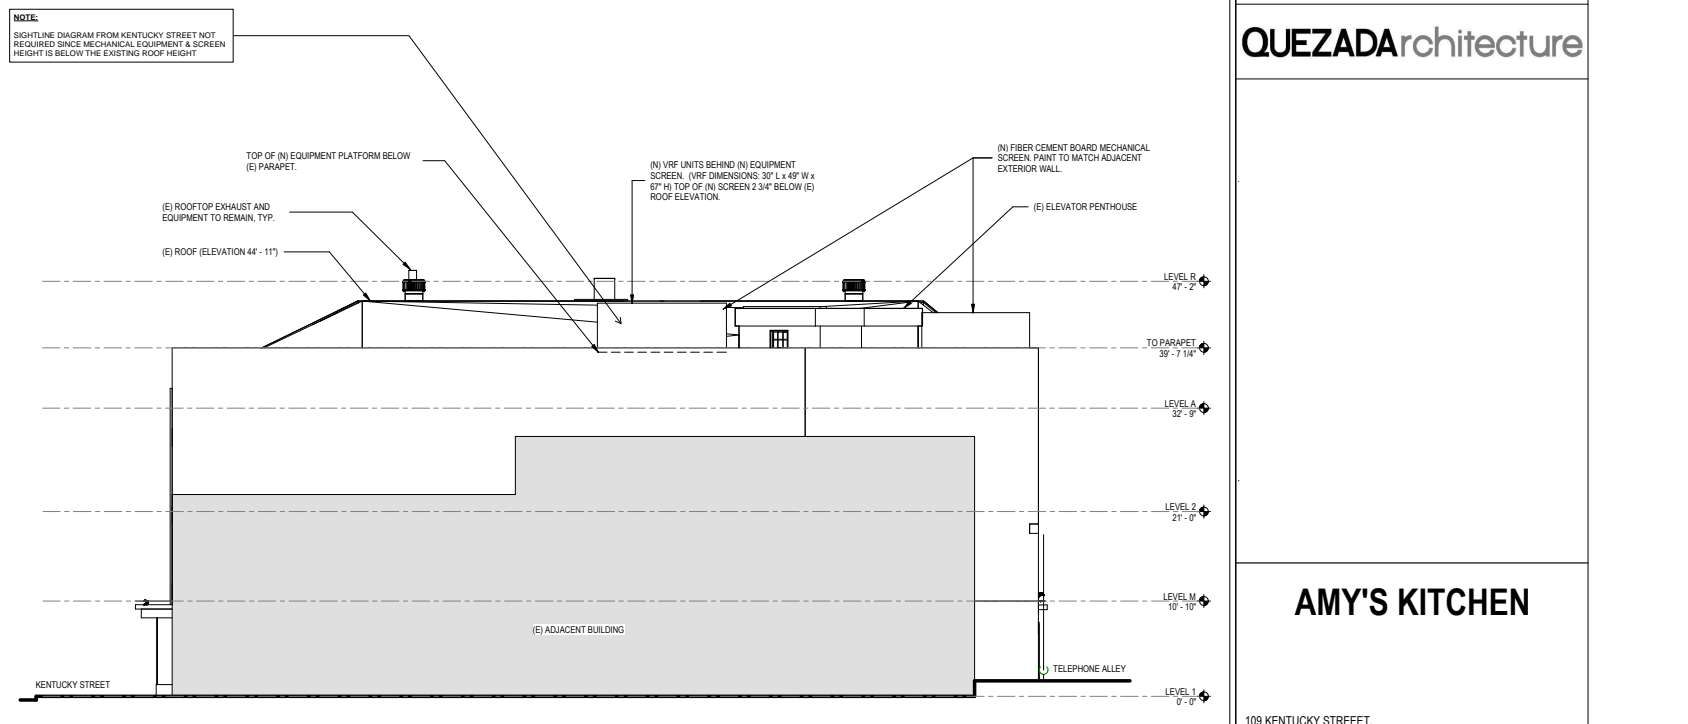 NOTE:
SIGHTLINE DIAGRAM FROM KENTUCKY STREET NOT
REQUIRED SINCE MECHANICAL EQUIPMENT & SCREEN
HEIGHT IS BELOW THE EXISTING ROOF HEIGHT
QUEZADArchitecture
TOP OF (N) EQUIPMENT PLATFORM BELOW
(E) PARAPET.
(N) VRF UNITS BEHIND (N) EQUIPMENT
SCREEN. (VRF DIMENSIONS: 30" L x 49" W x
67" H) TOP OF (N) SCREEN 2 3/4" BELOW (E)
ROOF ELEVATION.
(N) FIBER CEMENT BOARD MECHANICAL
SCREEN. PAINT TO MATCH ADJACENT
EXTERIOR WALL.
(E) ROOFTOP EXHAUST AND
EQUIPMENT TO REMAIN, TYP.
(E) ELEVATOR PENTHOUSE
(E) ROOF (ELEVATION 44' - 11")
LEVEL R
47' - 2"
TO PARAPET
39' - 7 1/4"
LEVEL A
32' - 9"
LEVEL 2
21' - 0"
LEVEL M
10' - 10"
AMY'S KITCHEN
(E) ADJACENT BUILDING
TELEPHONE ALLEY
KENTUCKY STREET
LEVEL 1
0' - 0"
109 KENTUCKY STREEET